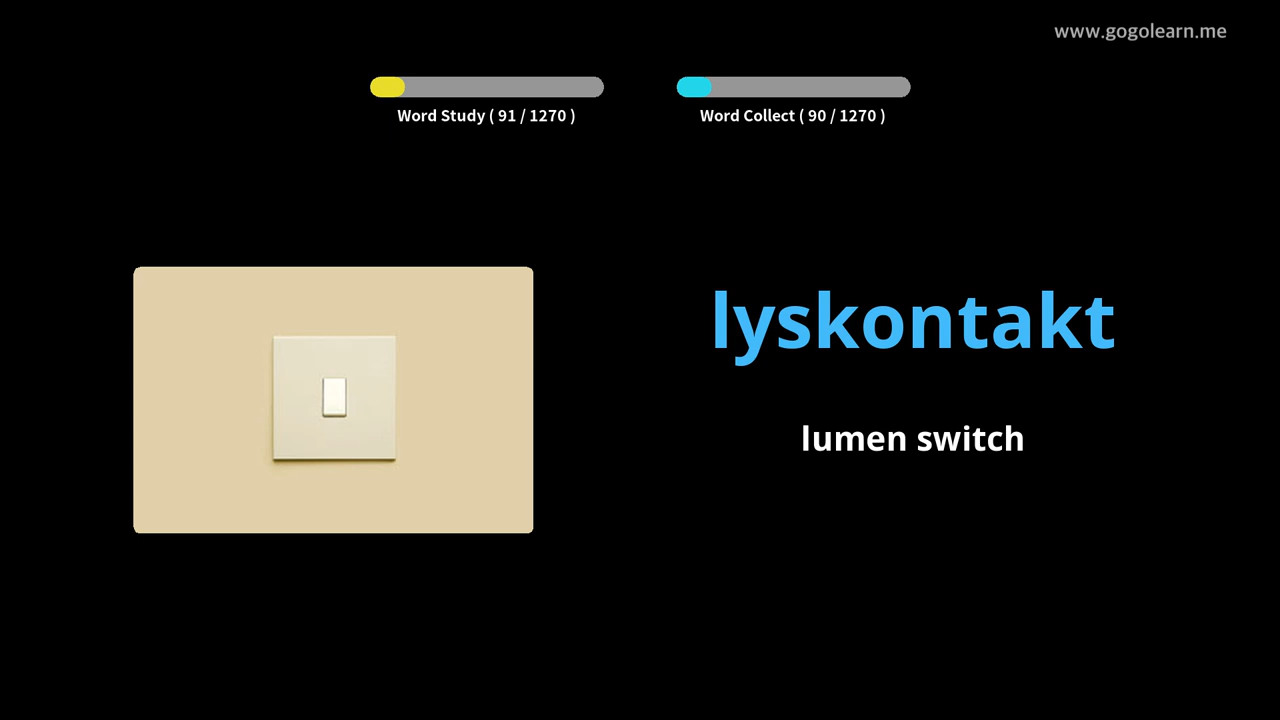 www.gogolearn.me
Word Study ( 91 / 1270 )
Word Collect ( 90 / 1270 )
lyskontakt
lumen switch